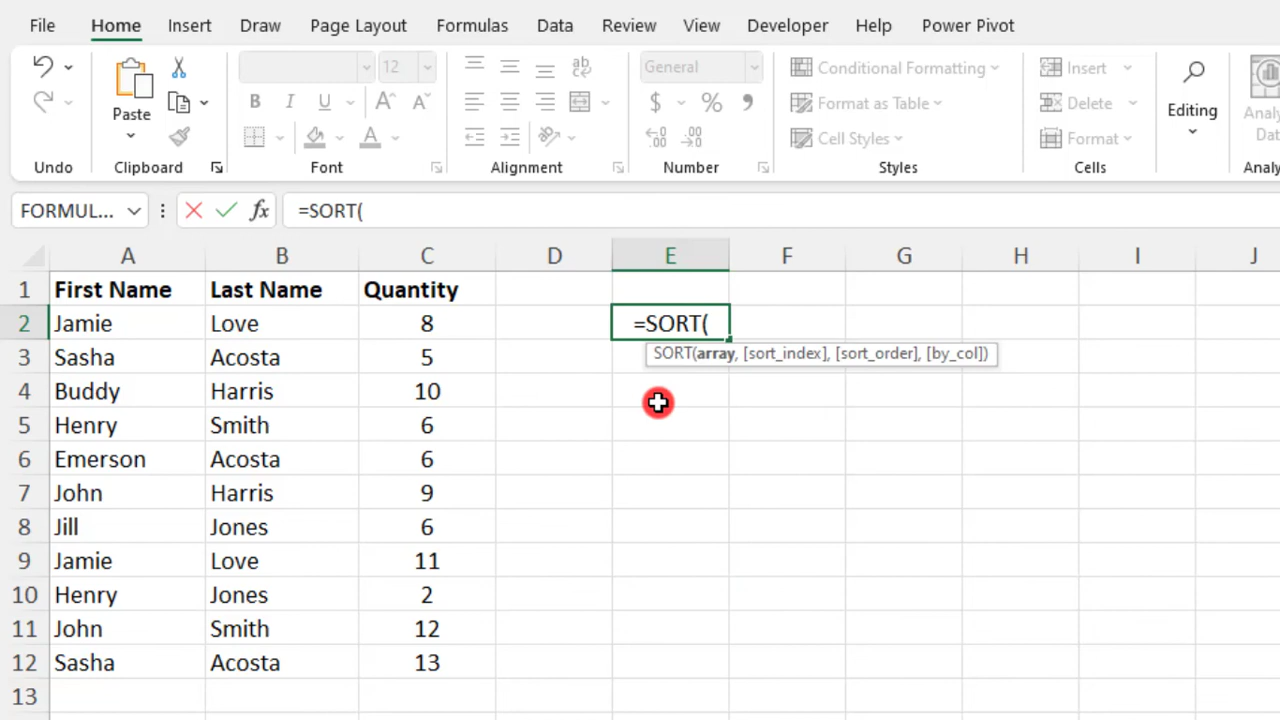 File Home Insert Draw Page Layout Formulas Data Review View Developer Help Power Pivot
12 General Conditional Formatting Insert
Paste B I U A A $ % Format as Table Delete Editing
A Cell Styles Format
Undo Clipboard Font Alignment Number Styles Cells
FORMUL... fx =SORT(
A B C D E F G H I J
1 First Name Last Name Quantity
2 Jamie Love 8 =SORT(
3 Sasha Acosta 5 SORT(array, [sort_index], [sort_order], [by_col])
4 Buddy Harris 10
5 Henry Smith 6
6 Emerson Acosta 6
7 John Harris 9
8 Jill Jones 6
9 Jamie Love 11
10 Henry Jones 2
11 John Smith 12
12 Sasha Acosta 13
13